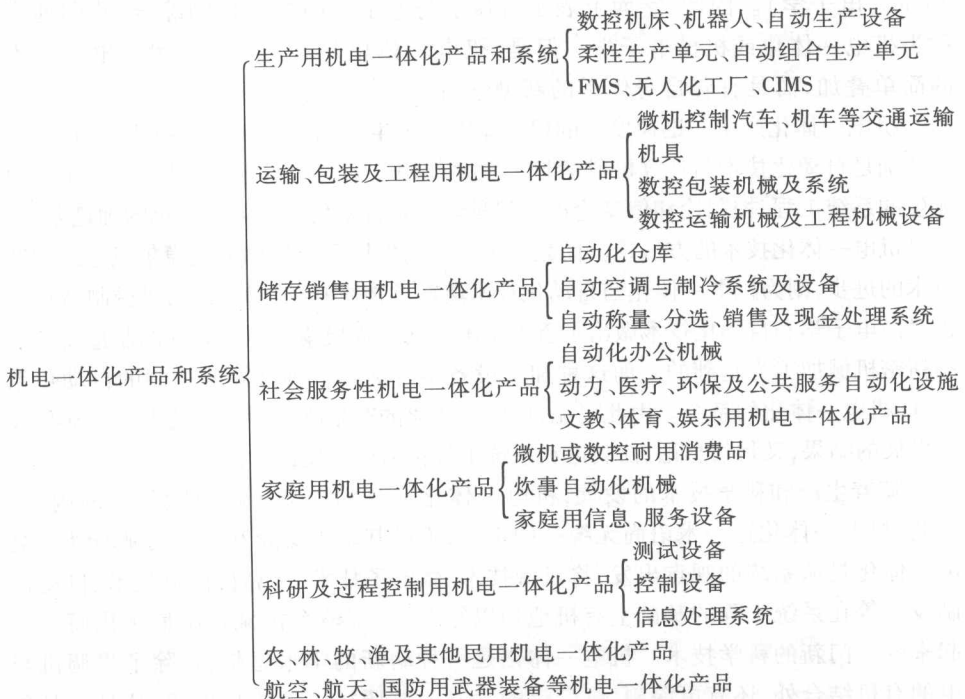 数控机床、机器人、自动生产设备
生产用机电一体化产品和系统
柔性生产单元、自动组合生产单元
FMS、无人化工厂、CIMS
微机控制汽车、机车等交通运输
机具
运输、包装及工程用机电一体化产品
数控包装机械及系统
数控运输机械及工程机械设备
自动化仓库
储存销售用机电一体化产品
自动空调与制冷系统及设备
自动称量、分选、销售及现金处理系统
自动化办公机械
机电一体化产品和系统
社会服务性机电一体化产品
动力、医疗、环保及公共服务自动化设施
文教、体育、娱乐用机电一体化产品
微机或数控耐用消费品
家庭用机电一体化产品
炊事自动化机械
家庭用信息、服务设备
测试设备
科研及过程控制用机电一体化产品
控制设备
信息处理系统
农、林、牧、渔及其他民用机电一体化产品
航空、航天、国防用武器装备等机电一体化产品